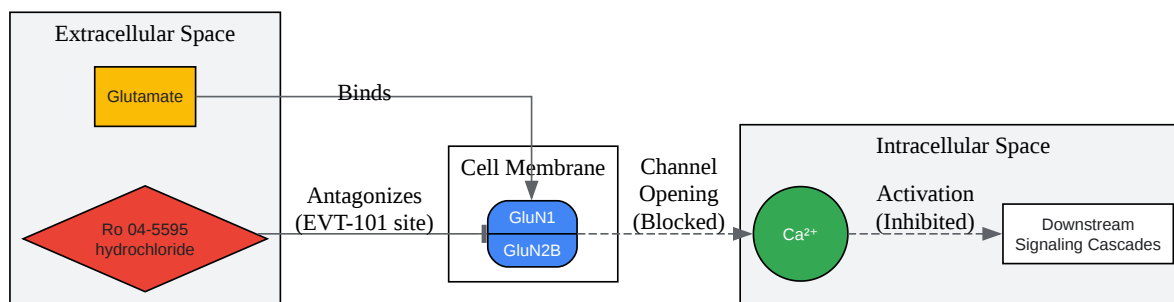 Extracellular Space
Glutamate
Binds
Ro 04-5595
hydrochloride
Antagonizes
(EVT-101 site)
Cell Membrane
GluN1
GluN2B
Channel
Opening
(Blocked)
Intracellular Space
Ca²⁺
Activation
(Inhibited)
Downstream
Signaling Cascades